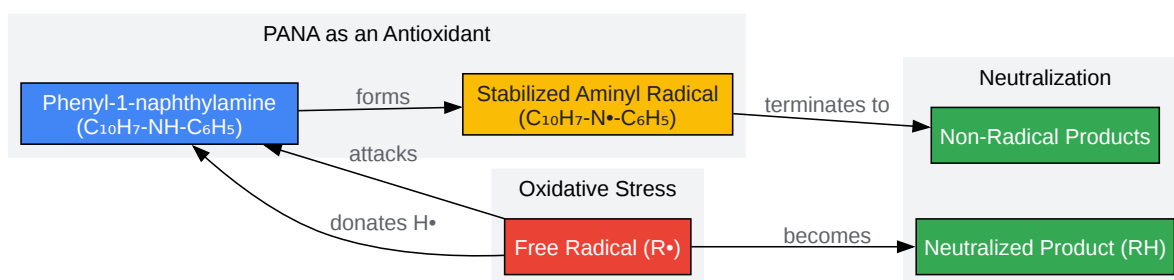 PANA as an Antioxidant
Phenyl-1-naphthylamine
(C₁₀H₇-NH-C₆H₅)
forms
Stabilized Aminyl Radical
(C₁₀H₇-N•-C₆H₅)
terminates to
Neutralization
Non-Radical Products
attacks
Oxidative Stress
donates H•
Free Radical (R•)
becomes
Neutralized Product (RH)